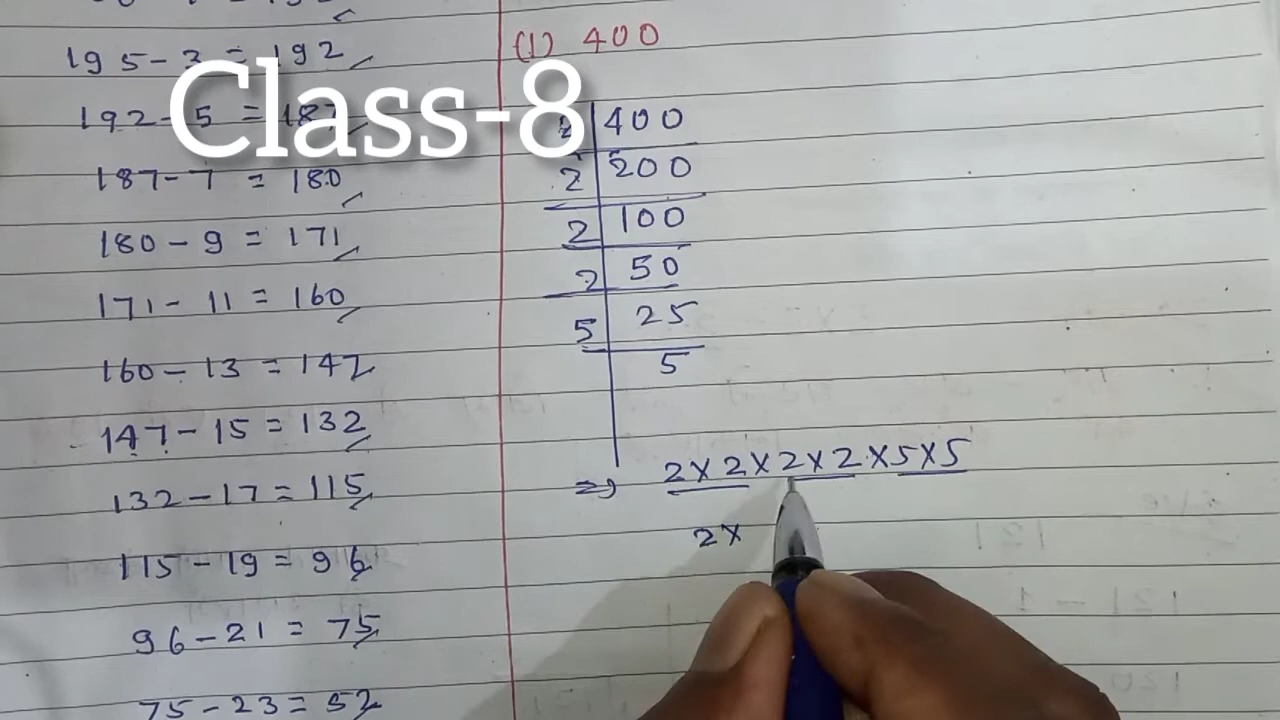 195 - 3 = 192
192 - 5 = 187
187 - 7 = 180
180 - 9 = 171
171 - 11 = 160
160 - 13 = 147
147 - 15 = 132
132 - 17 = 115
115 - 19 = 96
96 - 21 = 75
75 - 23 = 52
Class-8
(1) 400
2 400
2 200
2 100
2 50
5 25
5
=> 2 x 2 x 2 x 2 x 5 x 5
2 x